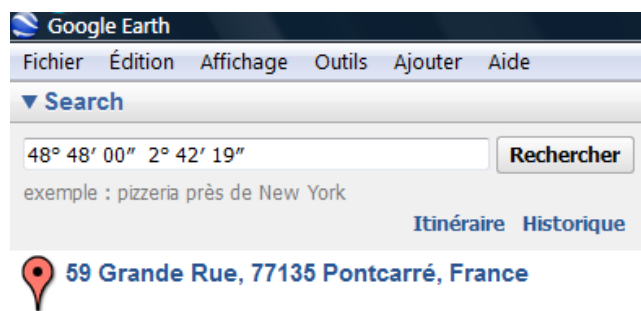 Google Earth
Fichier Édition Affichage Outils Ajouter Aide
▼ Search
48° 48′ 00″ 2° 42′ 19″ Rechercher
exemple : pizzeria près de New York
Itinéraire Historique
59 Grande Rue, 77135 Pontcarré, France